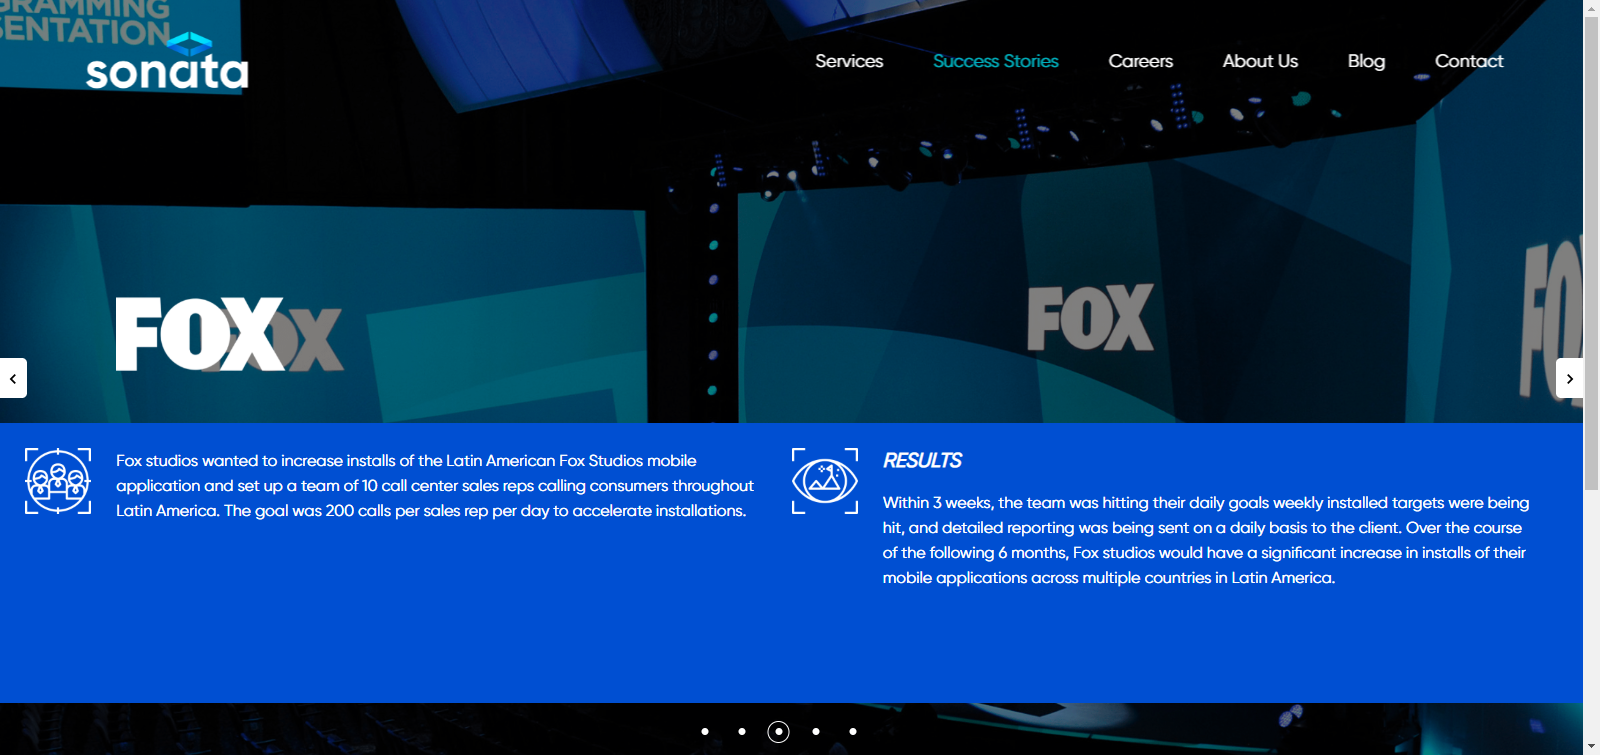 GRAMMING
SENTATION
sonata
Services
Success Stories
Careers
About Us
Blog
Contact
FOX
FOX
FOX
Fox studios wanted to increase installs of the Latin American Fox Studios mobile
application and set up a team of 10 call center sales reps calling consumers throughout
Latin America. The goal was 200 calls per sales rep per day to accelerate installations.
RESULTS
Within 3 weeks, the team was hitting their daily goals weekly installed targets were being
hit, and detailed reporting was being sent on a daily basis to the client. Over the course
of the following 6 months, Fox studios would have a significant increase in installs of their
mobile applications across multiple countries in Latin America.